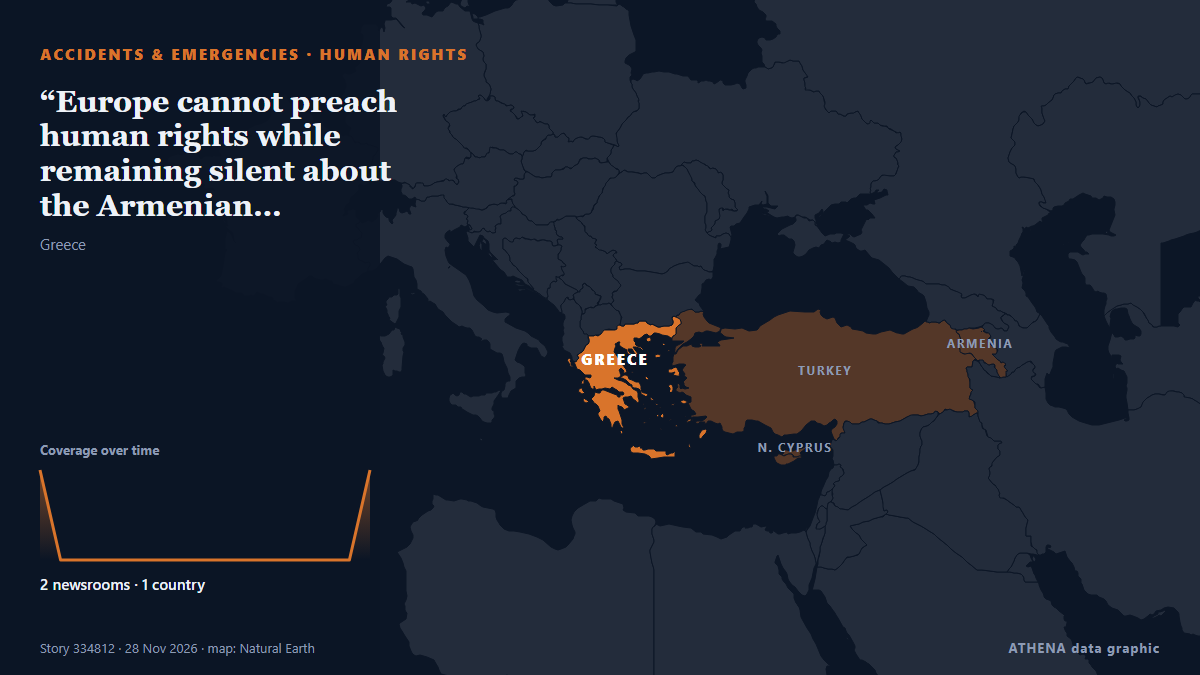 ACCIDENTS & EMERGENCIES · HUMAN RIGHTS
“Europe cannot preach
human rights while
remaining silent about
the Armenian...
Greece
GREECE
TURKEY
ARMENIA
N. CYPRUS
Coverage over time
2 newsrooms · 1 country
Story 334812 · 28 Nov 2026 · map: Natural Earth
ATHENA data graphic